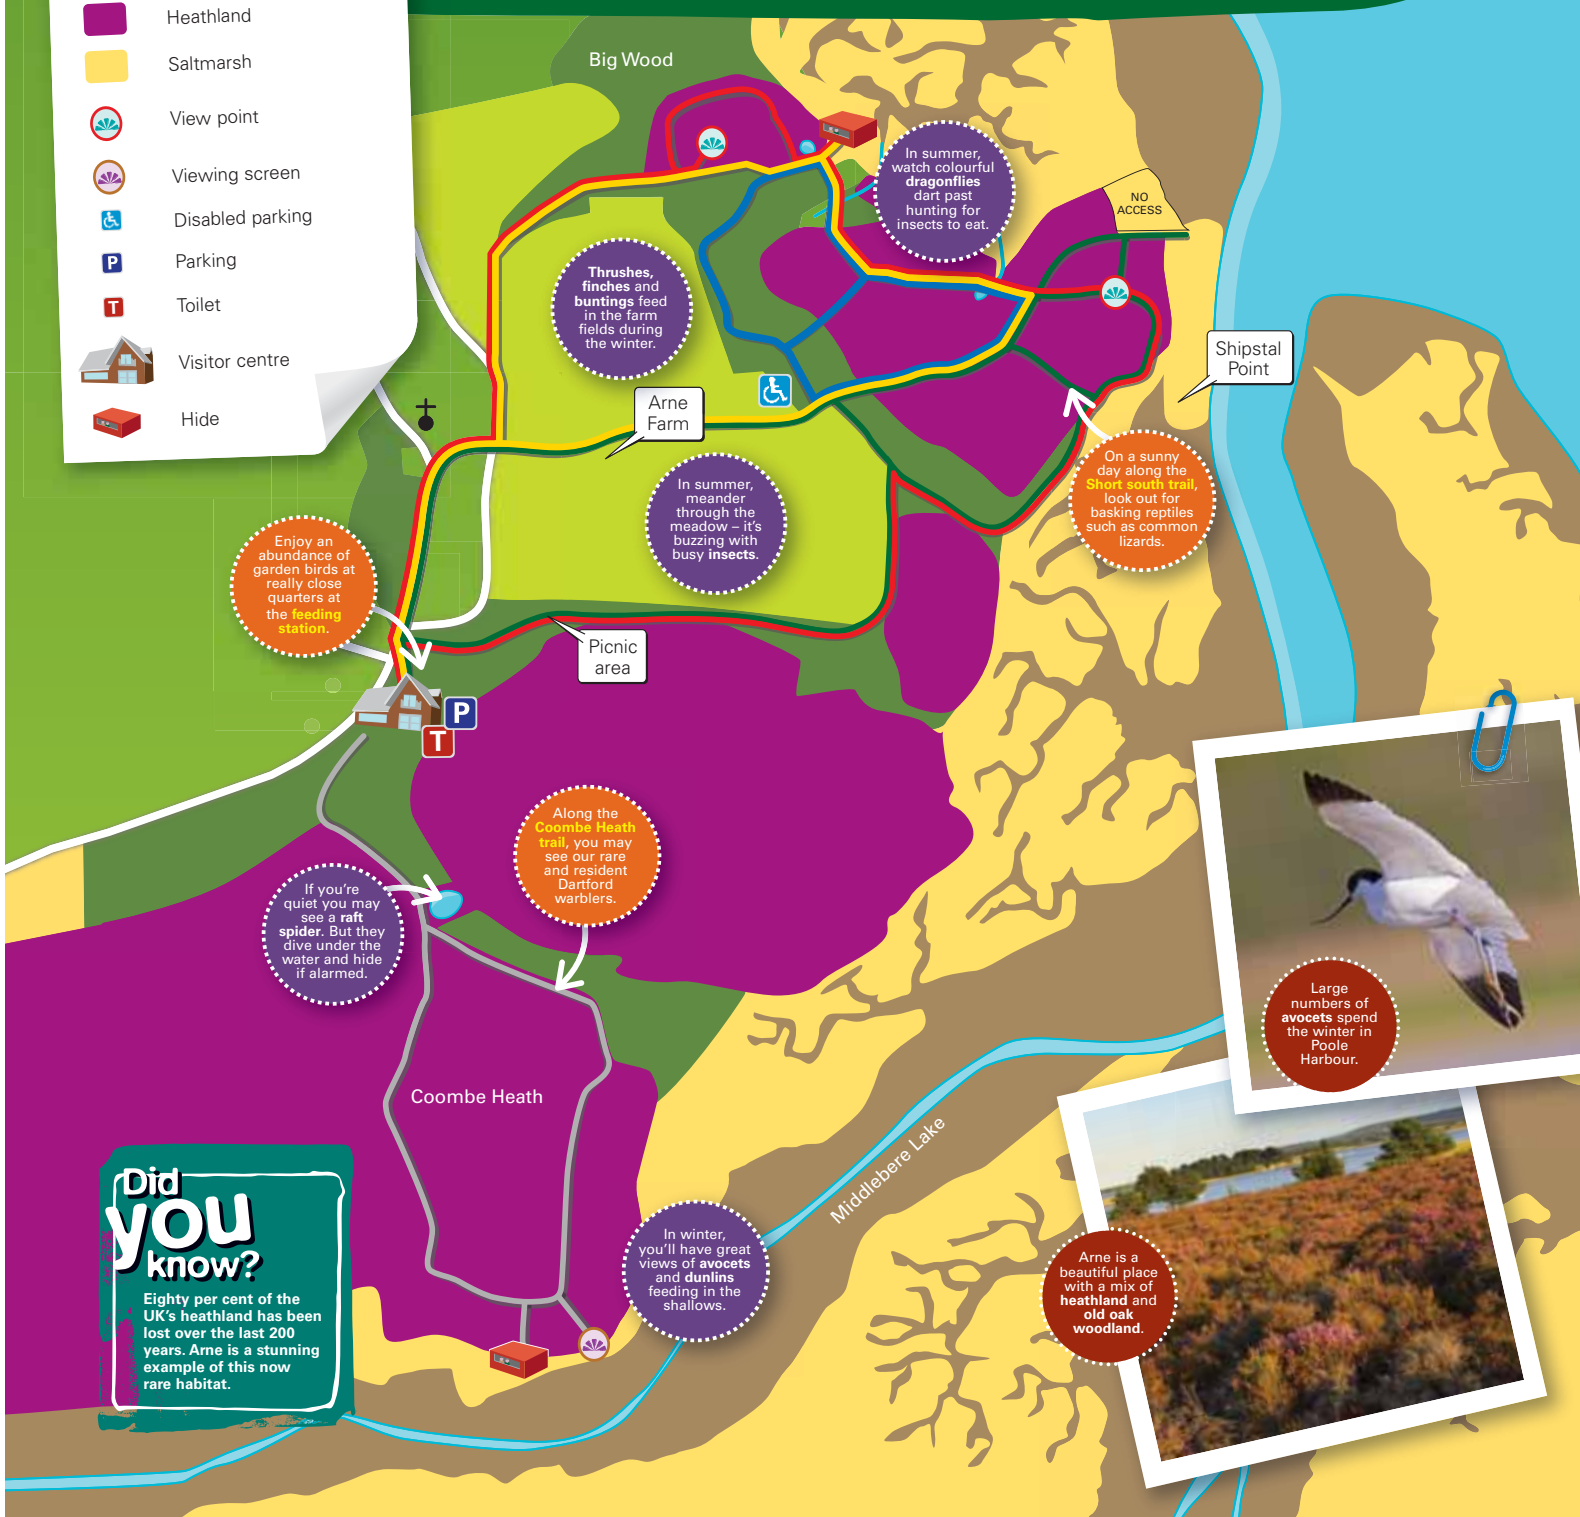 Heathland
Saltmarsh
View point
Viewing screen
Disabled parking
P
Parking
T
Toilet
Visitor centre
Hide
Big Wood
In summer,
watch colourful
dragonflies
dart past
hunting for
insects to eat.
NO
ACCESS
Thrushes,
finches and
buntings feed
in the farm
fields during
the winter.
Shipstal
Point
Arne
Farm
In summer,
meander
through the
meadow – it's
buzzing with
busy insects.
On a sunny
day along the
Short south trail,
look out for
basking reptiles
such as common
lizards.
Enjoy an
abundance of
garden birds at
really close
quarters at
the feeding
station.
Picnic
area
P
T
Along the
Coombe Heath
trail, you may
see our rare
and resident
Dartford
warblers.
If you're
quiet you may
see a raft
spider. But they
dive under the
water and hide
if alarmed.
Large
numbers of
avocets spend
the winter in
Poole
Harbour.
Coombe Heath
Middlebere Lake
Did
you
know?
Eighty per cent of the
UK's heathland has been
lost over the last 200
years. Arne is a stunning
example of this now
rare habitat.
In winter,
you'll have great
views of avocets
and dunlins
feeding in the
shallows.
Arne is a
beautiful place
with a mix of
heathland and
old oak
woodland.